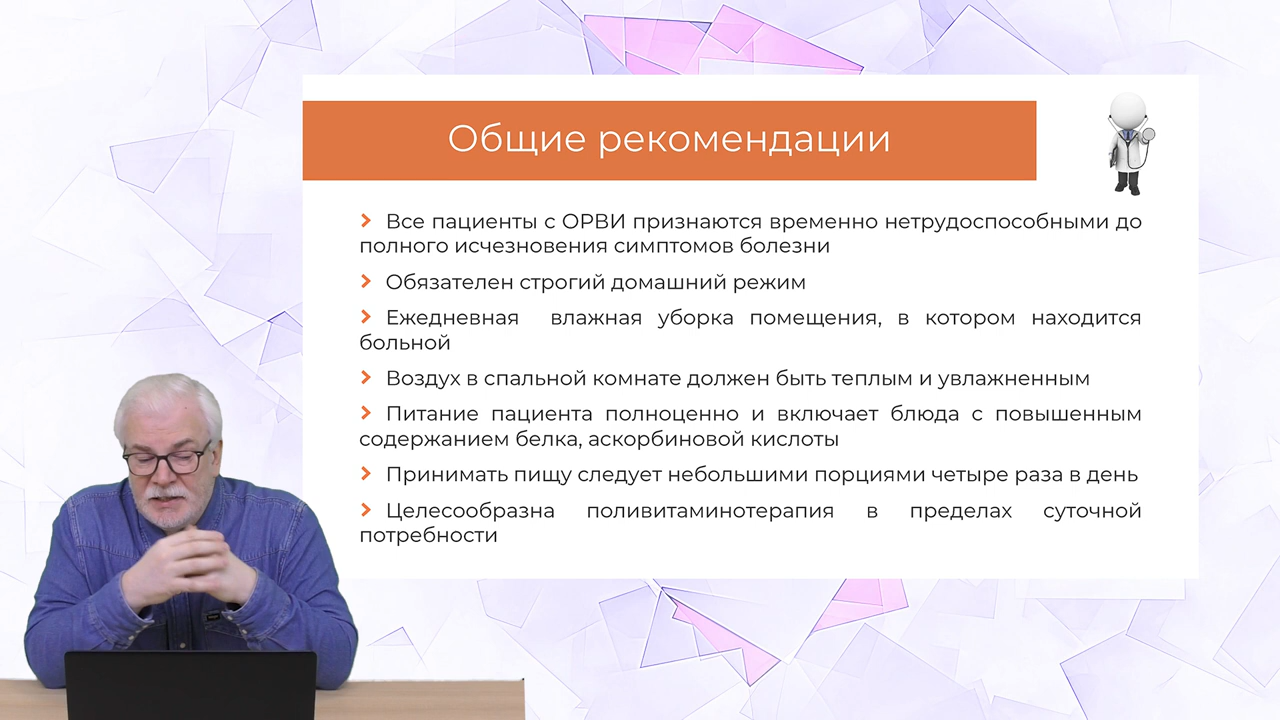 Общие рекомендации
Все пациенты с ОРВИ признаются временно нетрудоспособными до
полного исчезновения симптомов болезни
Обязателен строгий домашний режим
Ежедневная влажная уборка помещения, в котором находится
больной
Воздух в спальной комнате должен быть теплым и увлажненным
Питание пациента полноценно и включает блюда с повышенным
содержанием белка, аскорбиновой кислоты
Принимать пищу следует небольшими порциями четыре раза в день
Целесообразна поливитаминотерапия в пределах суточной
потребности